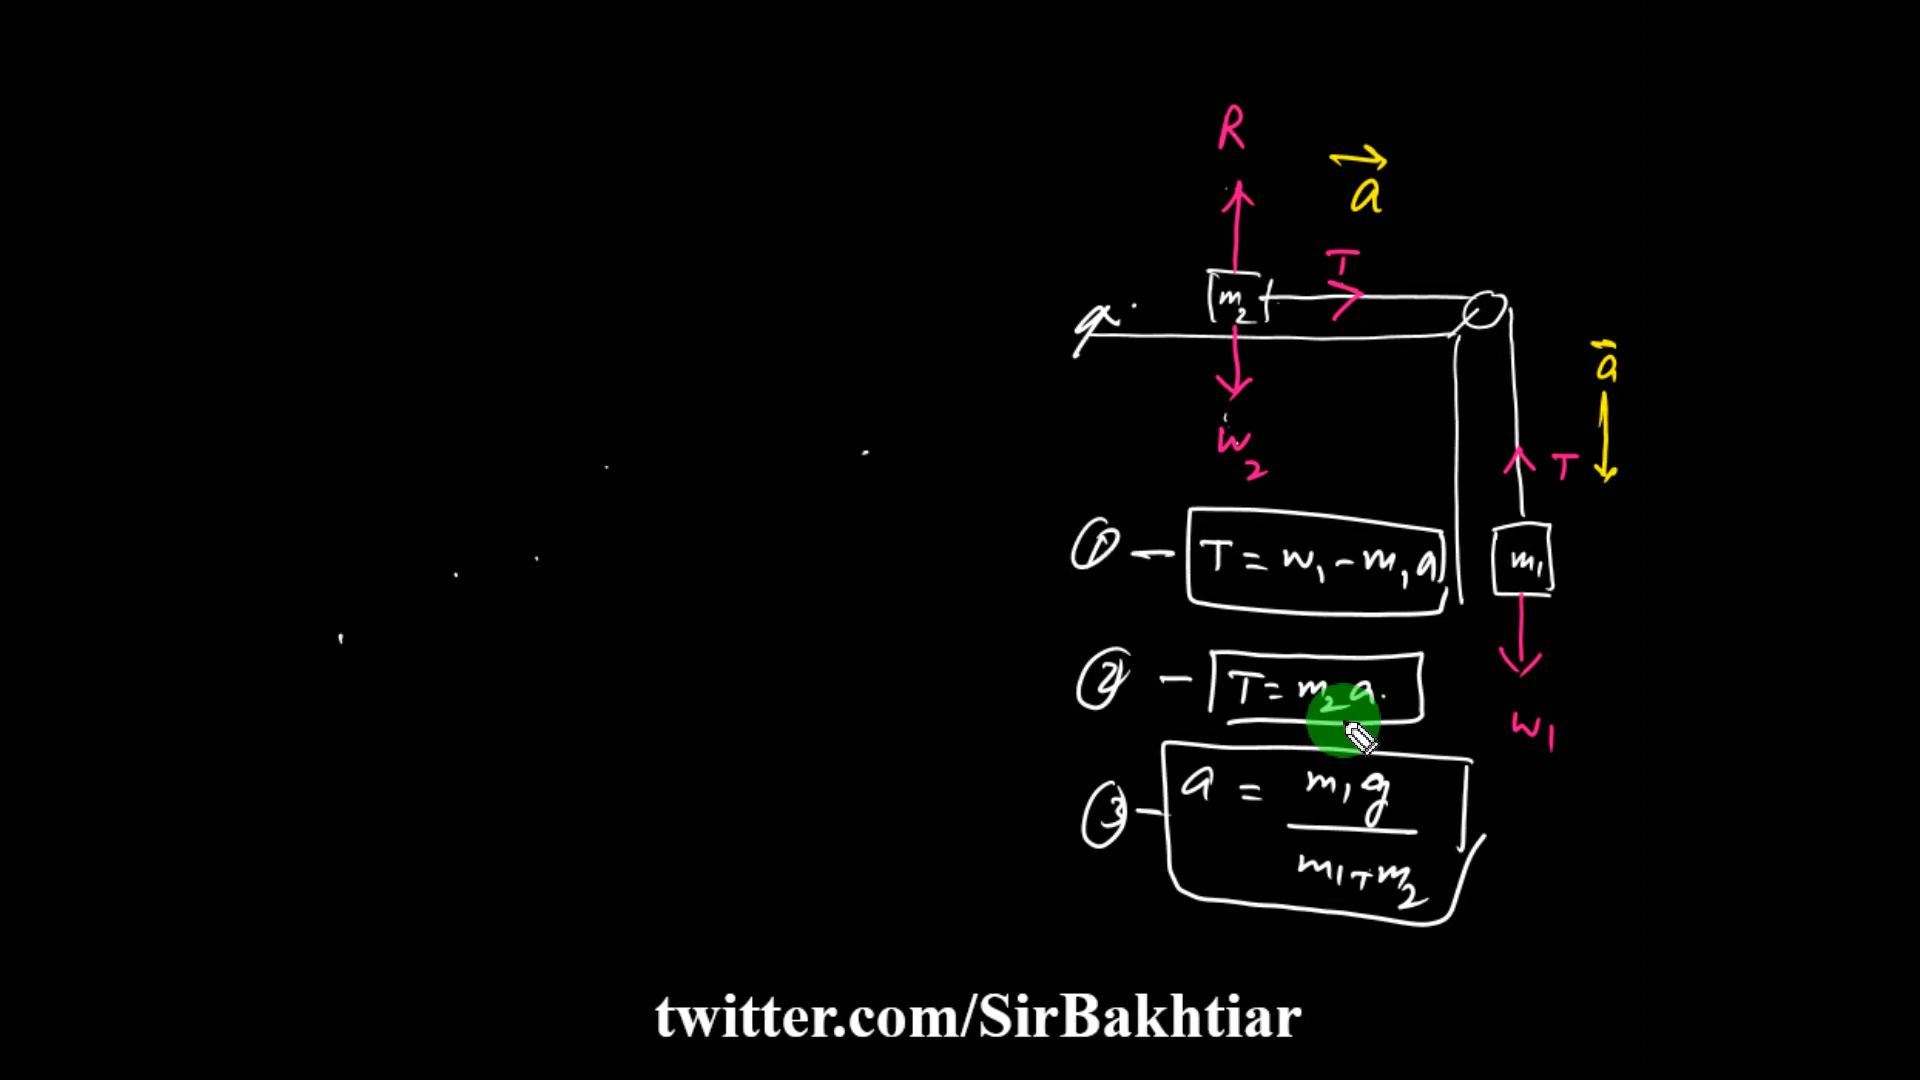 R
a
T
m2
a
W2
T
① - T = w1 - m1a
m1
② - T = m2a.
w1
③ - a = m1g / m1+m2
twitter.com/SirBakhtiar